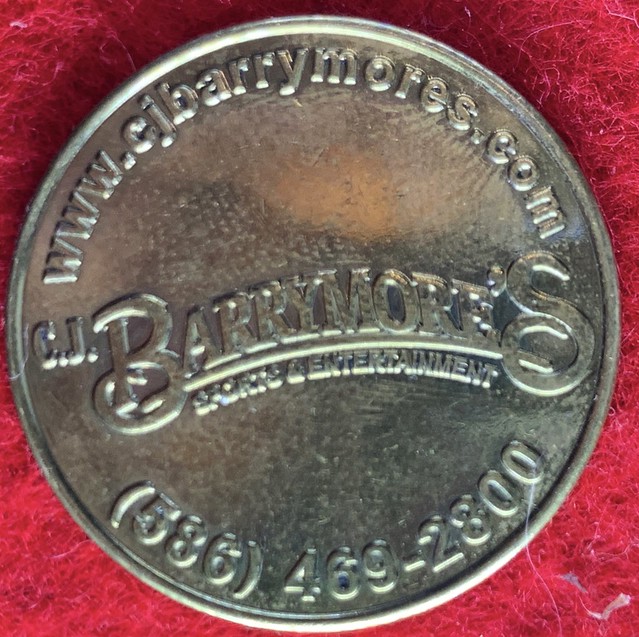 www.cjbarrymores.com
C.J. BARRYMORE'S
SPORTS & ENTERTAINMENT
(586) 469-2800